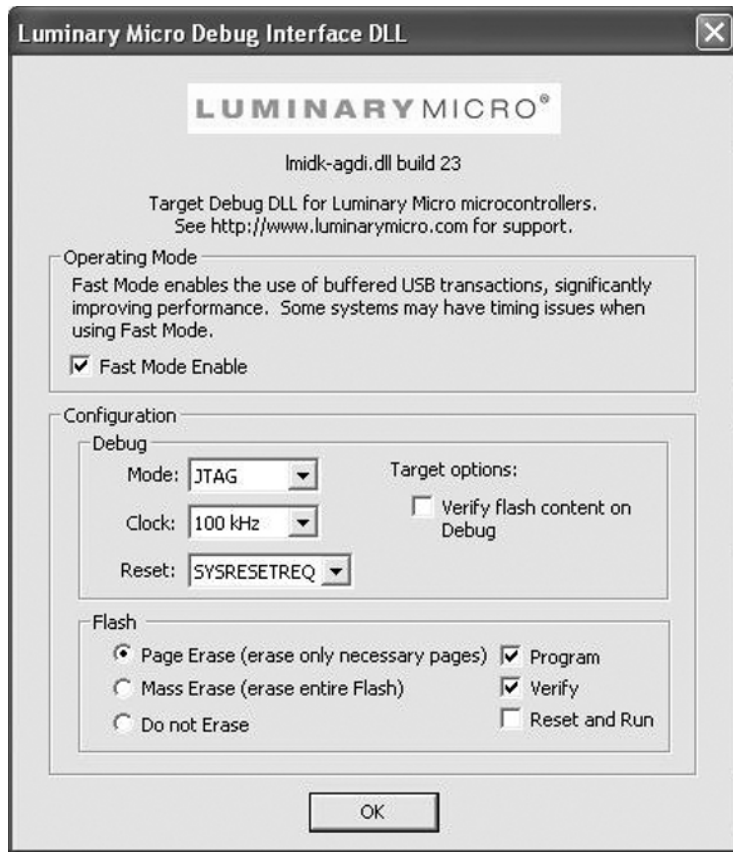 Luminary Micro Debug Interface DLL
LUMINARYMICRO®
lmidk-agdi.dll build 23
Target Debug DLL for Luminary Micro microcontrollers.
See http://www.luminarymicro.com for support.
Operating Mode
Fast Mode enables the use of buffered USB transactions, significantly
improving performance. Some systems may have timing issues when
using Fast Mode.
Fast Mode Enable
Configuration
Debug
Mode: JTAG
Target options:
Clock: 100 kHz
Verify flash content on
Debug
Reset: SYSRESETREQ
Flash
Page Erase (erase only necessary pages) Program
Mass Erase (erase entire Flash) Verify
Do not Erase Reset and Run
OK